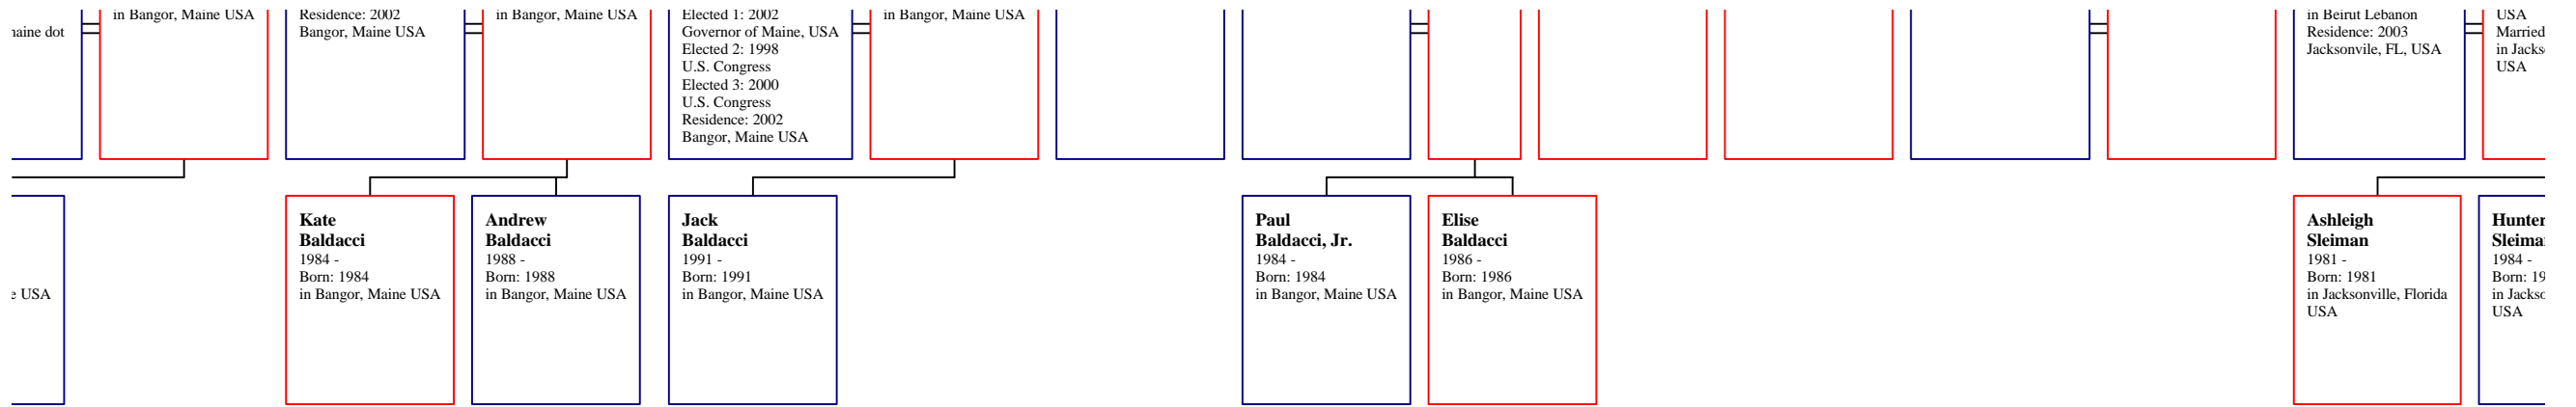 dot
in Bangor, Maine USA
Residence: 2002
Bangor, Maine USA
in Bangor, Maine USA
Elected 1: 2002
Governor of Maine, USA
Elected 2: 1998
U.S. Congress
Elected 3: 2000
U.S. Congress
Residence: 2002
Bangor, Maine USA
in Bangor, Maine USA
in Beirut Lebanon
Residence: 2003
Jacksonvile, FL, USA
USA
Married
in
USA
USA
Kate
Baldacci
1984 -
Born: 1984
in Bangor, Maine USA
Andrew
Baldacci
1988 -
Born: 1988
in Bangor, Maine USA
Jack
Baldacci
1991 -
Born: 1991
in Bangor, Maine USA
Paul
Baldacci, Jr.
1984 -
Born: 1984
in Bangor, Maine USA
Elise
Baldacci
1986 -
Born: 1986
in Bangor, Maine USA
Ashleigh
Sleiman
1981 -
Born: 1981
in Jacksonville, Florida
USA
Hunter
1984 -
Born:
in
USA